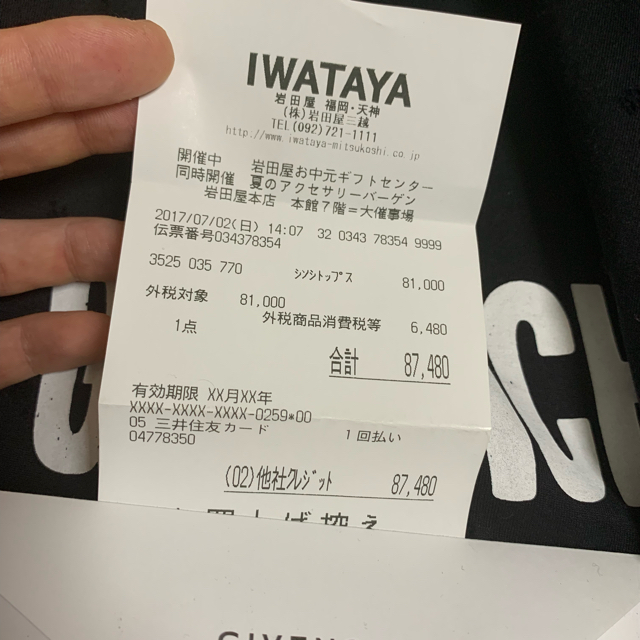 IWATAYA
岩田屋 福岡・天神
(株)岩田屋三越
TEL(092)721-1111
http://www.iwataya-mitsukoshi.co.jp
開催中 岩田屋お中元ギフトセンター
同時開催 夏のアクセサリーバーゲン
岩田屋本店 本館7階=大催事場
2017/07/02(日) 14:07 32 0343 78354 9999
伝票番号034378354
3525 035 770 ｼﾝｼﾄｯﾌﾟｽ 81,000
外税対象 81,000
外税商品消費税等 6,480
1点
合計 87,480
有効期限 XX月XX年
XXXX-XXXX-XXXX-0259*00
05 三井住友カード 1回払い
04778350
(02)他社ｸﾚｼﾞｯﾄ 87,480